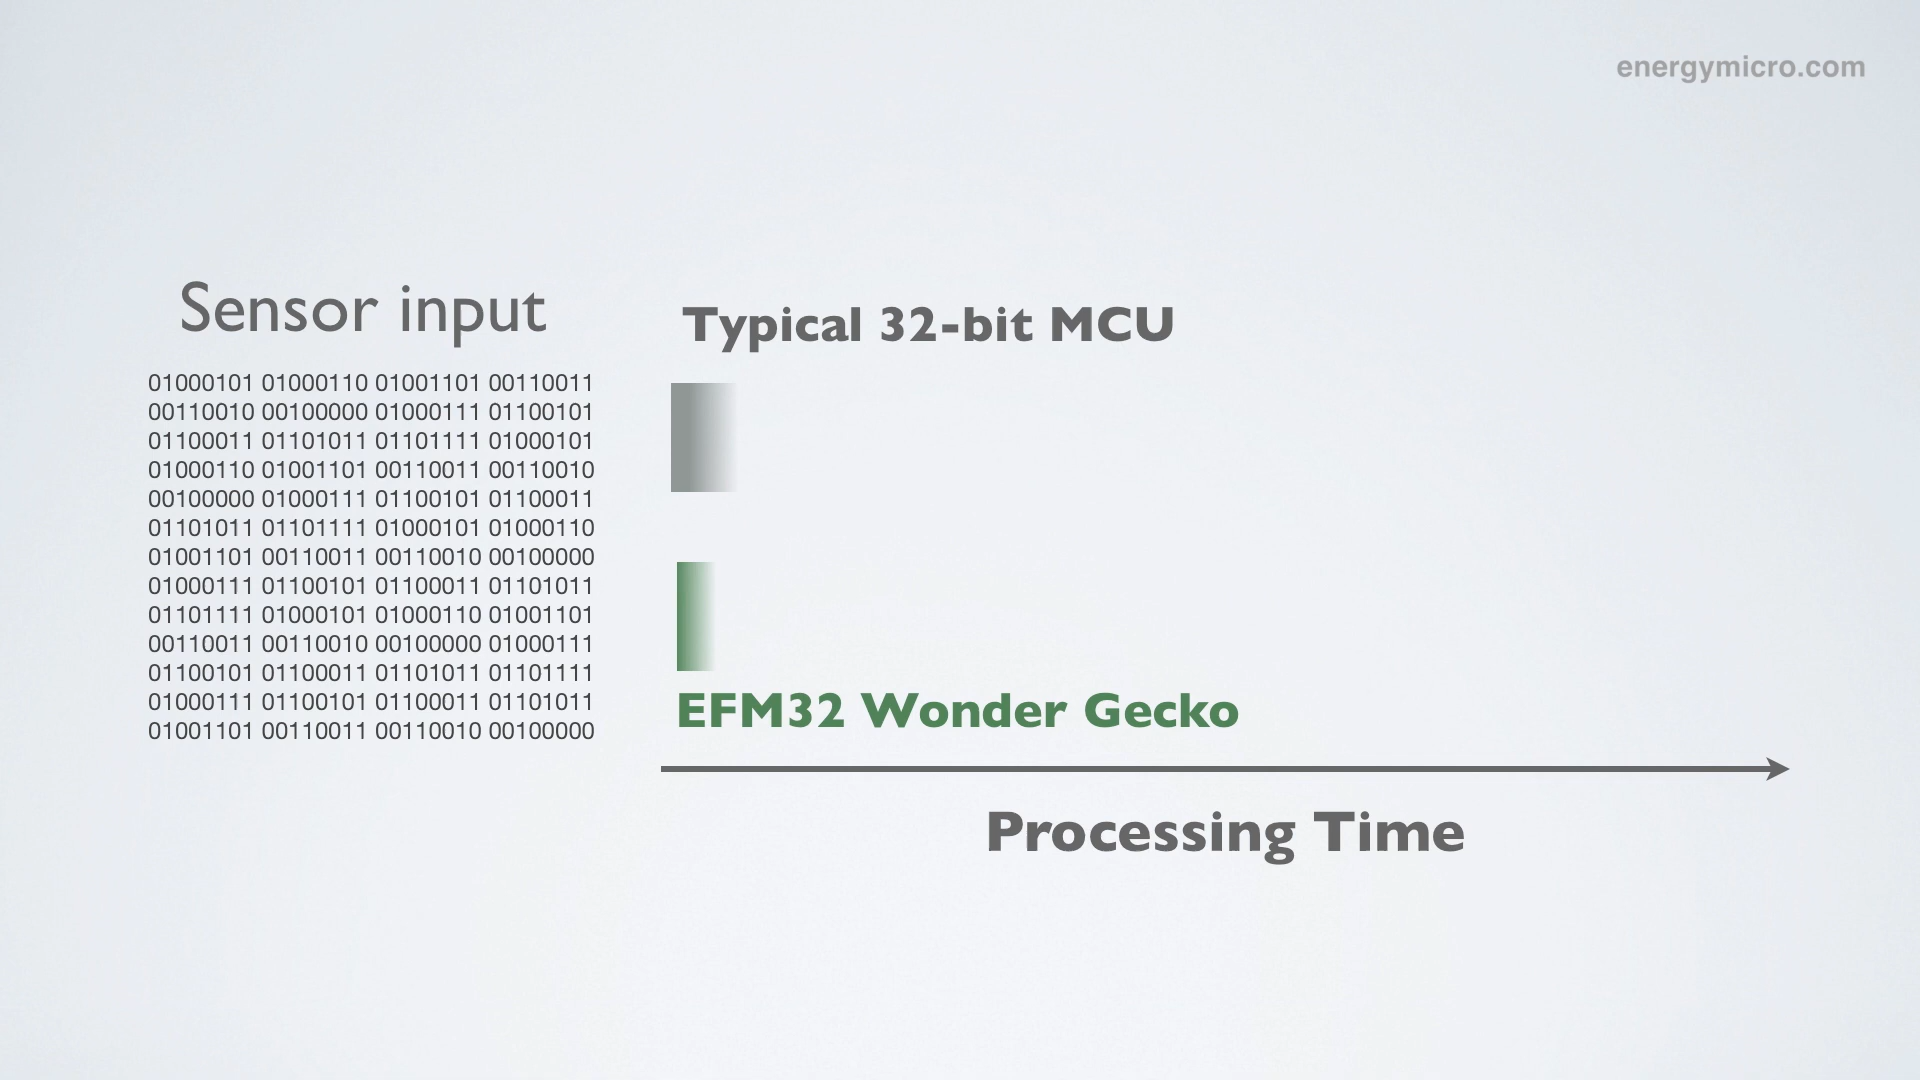 energymicro.com
Sensor input
01000101 01000110 01001101 00110011
00110010 00100000 01000111 01100101
01100011 01101011 01101111 01000101
01000110 01001101 00110011 00110010
00100000 01000111 01100101 01100011
01101011 01101111 01000101 01000110
01001101 00110011 00110010 00100000
01000111 01100101 01100011 01101011
01101111 01000101 01000110 01001101
00110011 00110010 00100000 01000111
01100101 01100011 01101011 01101111
01000111 01100101 01100011 01101011
01001101 00110011 00110010 00100000
Typical 32-bit MCU
EFM32 Wonder Gecko
Processing Time